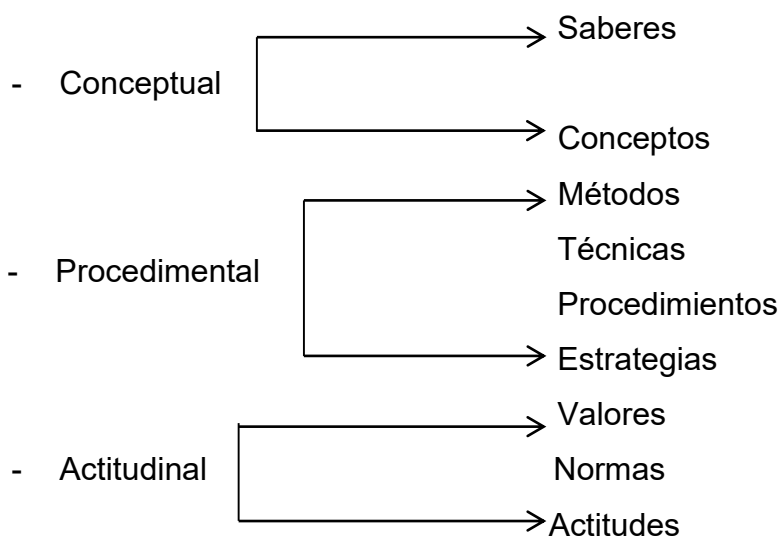 Saberes
- Conceptual
Conceptos
Métodos
Técnicas
- Procedimental
Procedimientos
Estrategias
Valores
- Actitudinal
Normas
Actitudes